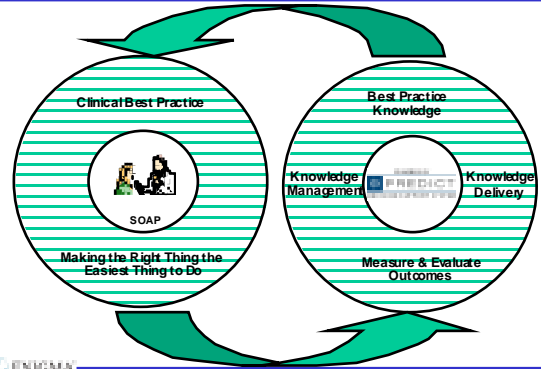 Clinical Best Practice
SOAP
Making the Right Thing the
Easiest Thing to Do
Best Practice
Knowledge
Knowledge
Management
PREDICT
Knowledge
Delivery
Measure & Evaluate
Outcomes
ENIGMA